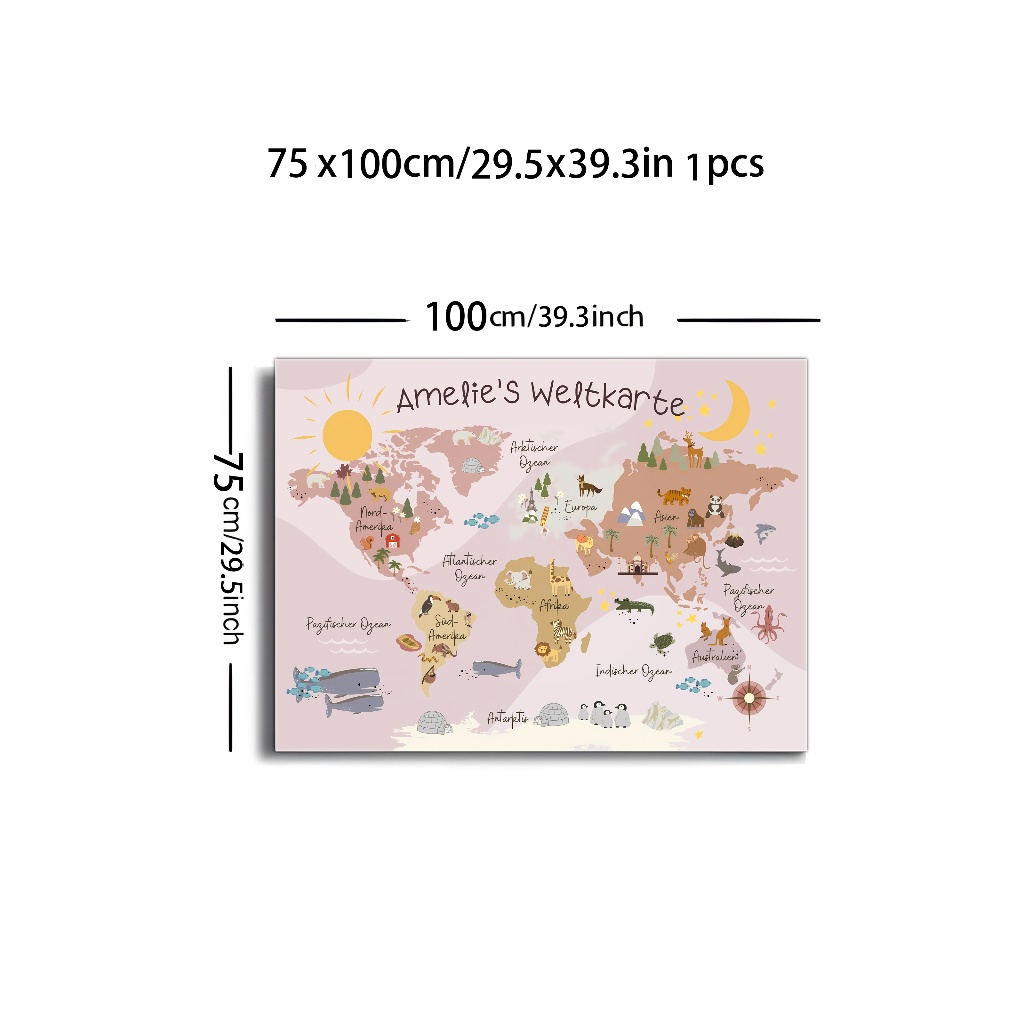 75 x100cm/29.5x39.3in 1pcs
100cm/39.3inch
75cm/29.5inch
Amelie's Weltkarte
Arktischer
Ozean
Nord-
Amerika
Europa
Asien
Atlantischer
Ozean
Afrika
Pazifischer
Ozean
Pazifischer Ozean
Süd-
Amerika
Indischer Ozean
Australien
N
W
S
Antarktis